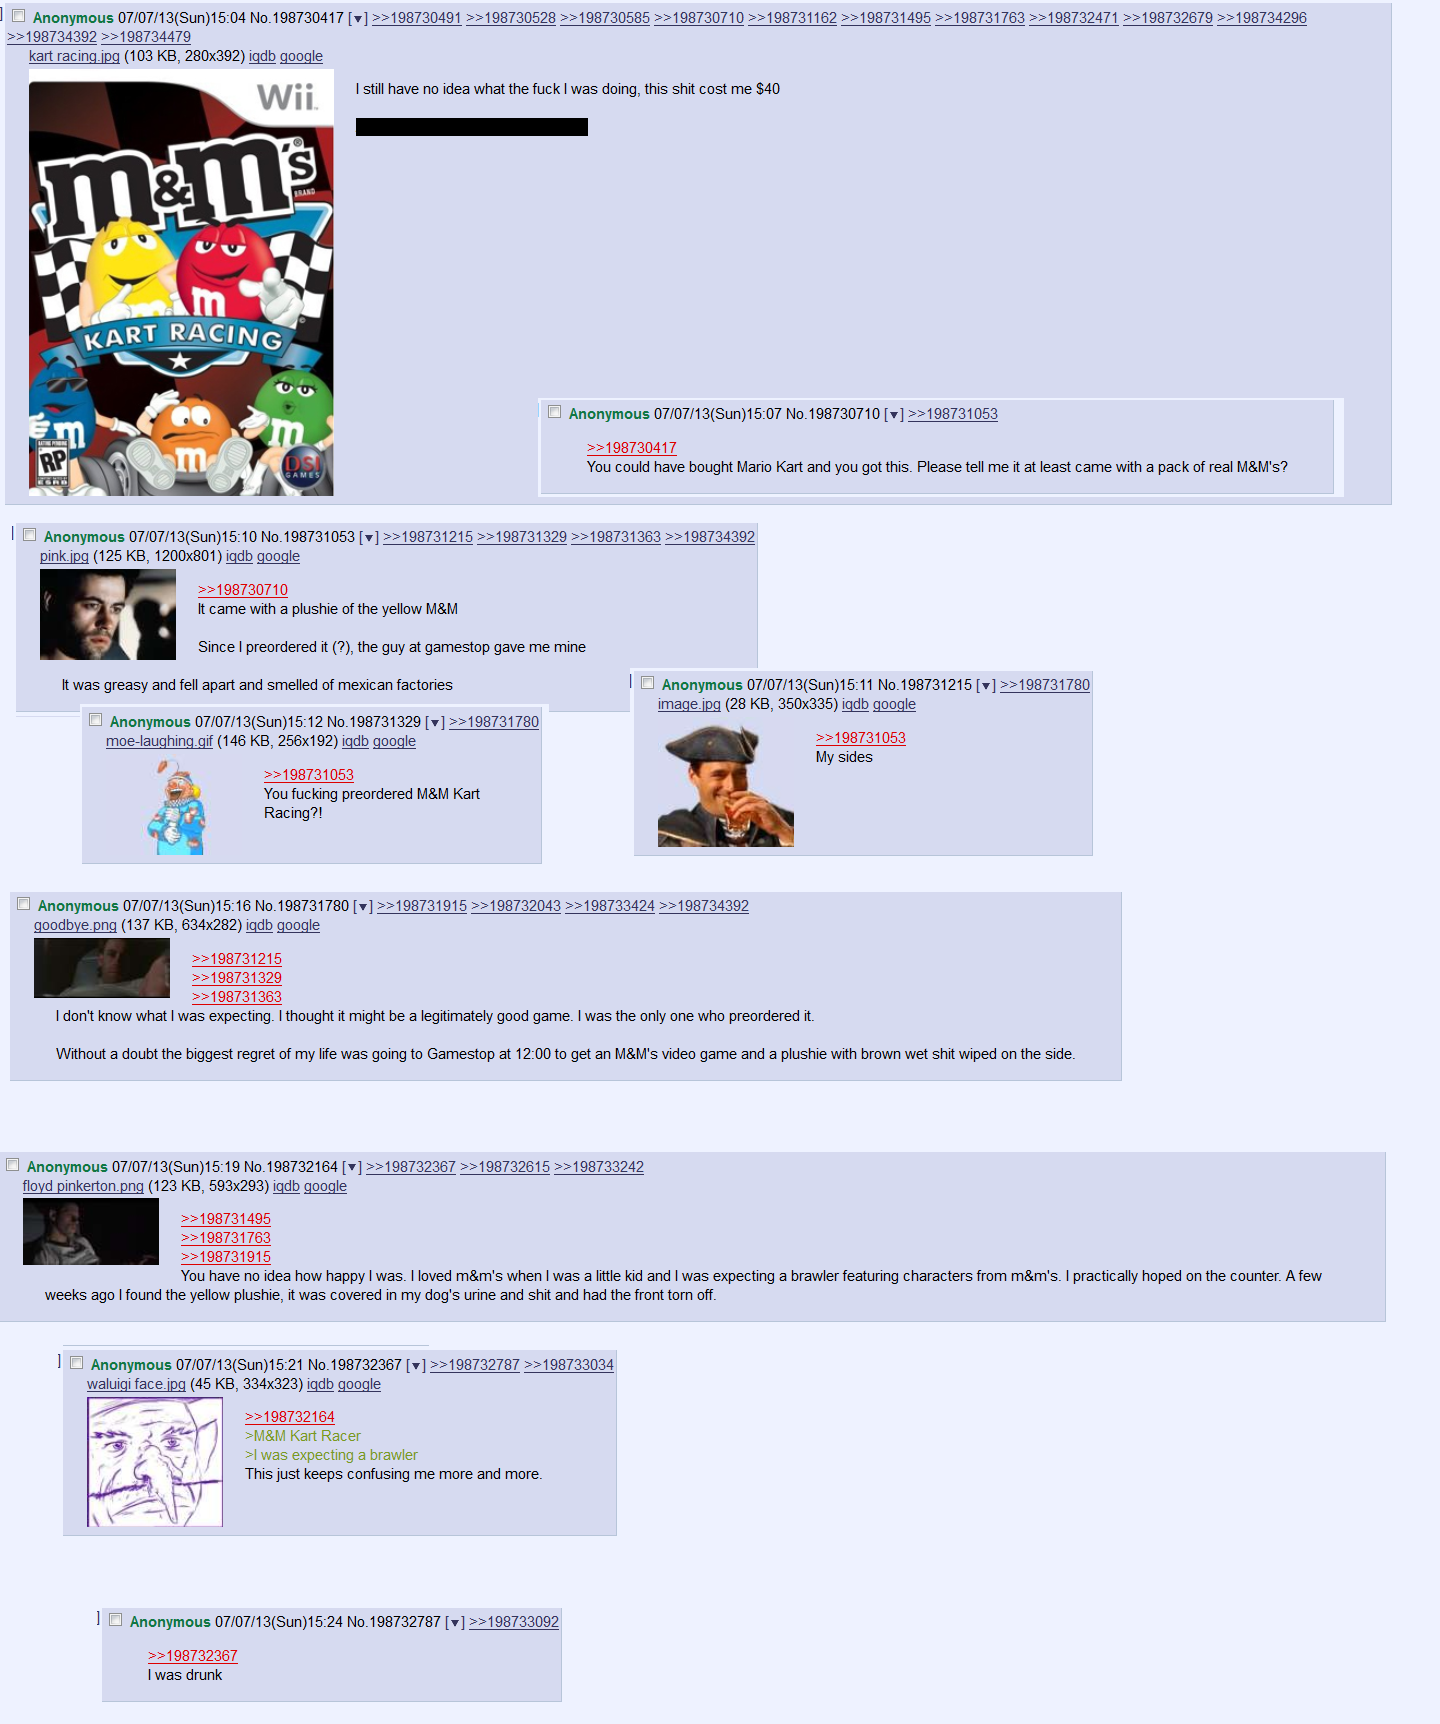 ] Anonymous 07/07/13(Sun)15:04 No.198730417 [▼] >>198730491 >>198730528 >>198730585 >>198730710 >>198731162 >>198731495 >>198731763 >>198732471 >>198732679 >>198734296
>>198734392 >>198734479
kart racing.jpg (103 KB, 280x392) iqdb google
Wii
I still have no idea what the fuck I was doing, this shit cost me $40
m&m's
BRAND
m
KART RACING
m
m
m
RP
DSI
GAMES
Anonymous 07/07/13(Sun)15:07 No.198730710 [▼] >>198731053
>>198730417
You could have bought Mario Kart and you got this. Please tell me it at least came with a pack of real M&M's?
Anonymous 07/07/13(Sun)15:10 No.198731053 [▼] >>198731215 >>198731329 >>198731363 >>198734392
pink.jpg (125 KB, 1200x801) iqdb google
>>198730710
It came with a plushie of the yellow M&M
Since I preordered it (?), the guy at gamestop gave me mine
It was greasy and fell apart and smelled of mexican factories
Anonymous 07/07/13(Sun)15:11 No.198731215 [▼] >>198731780
image.jpg (28 KB, 350x335) iqdb google
>>198731053
My sides
Anonymous 07/07/13(Sun)15:12 No.198731329 [▼] >>198731780
moe-laughing.gif (146 KB, 256x192) iqdb google
>>198731053
You fucking preordered M&M Kart
Racing?!
Anonymous 07/07/13(Sun)15:16 No.198731780 [▼] >>198731915 >>198732043 >>198733424 >>198734392
goodbye.png (137 KB, 634x282) iqdb google
>>198731215
>>198731329
>>198731363
I don't know what I was expecting. I thought it might be a legitimately good game. I was the only one who preordered it.
Without a doubt the biggest regret of my life was going to Gamestop at 12:00 to get an M&M's video game and a plushie with brown wet shit wiped on the side.
Anonymous 07/07/13(Sun)15:19 No.198732164 [▼] >>198732367 >>198732615 >>198733242
floyd pinkerton.png (123 KB, 593x293) iqdb google
>>198731495
>>198731763
>>198731915
You have no idea how happy I was. I loved m&m's when I was a little kid and I was expecting a brawler featuring characters from m&m's. I practically hoped on the counter. A few
weeks ago I found the yellow plushie, it was covered in my dog's urine and shit and had the front torn off.
] Anonymous 07/07/13(Sun)15:21 No.198732367 [▼] >>198732787 >>198733034
waluigi face.jpg (45 KB, 334x323) iqdb google
>>198732164
>M&M Kart Racer
>I was expecting a brawler
This just keeps confusing me more and more.
] Anonymous 07/07/13(Sun)15:24 No.198732787 [▼] >>198733092
>>198732367
I was drunk